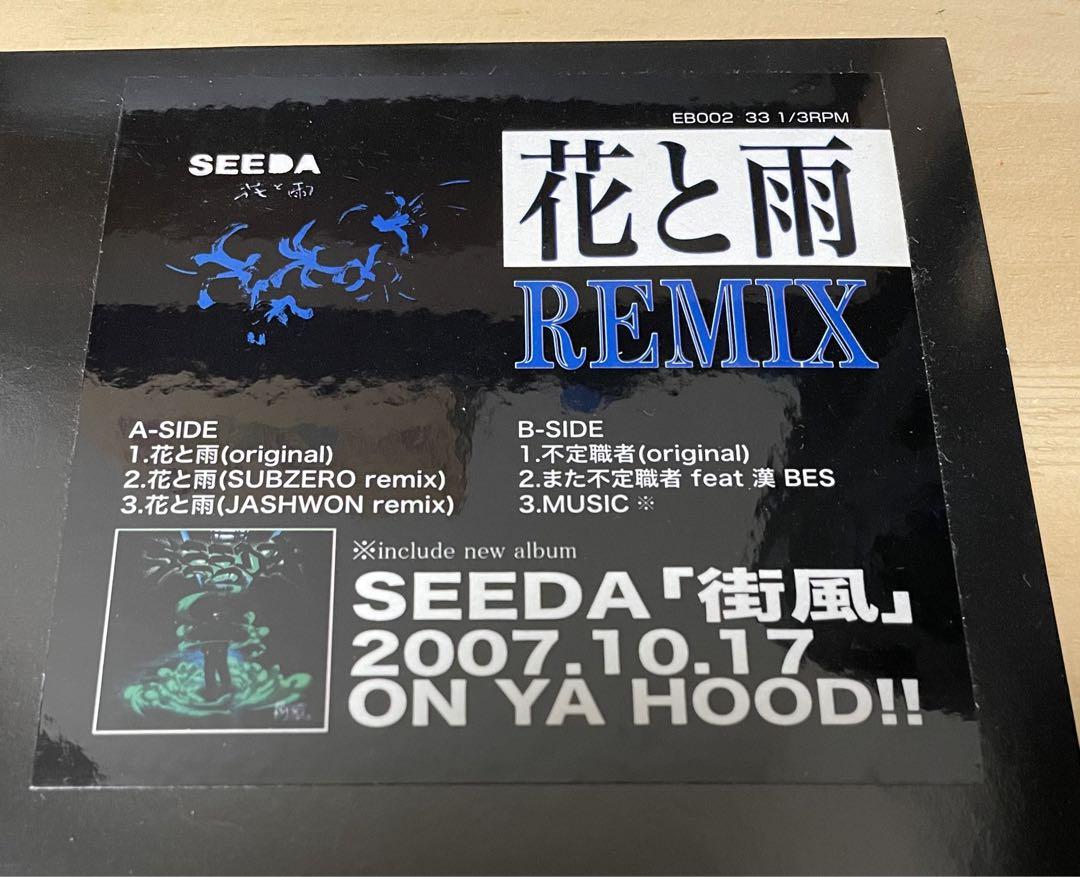 EB002 33 1/3RPM
SEEDA
花と雨
花と雨
REMIX
A-SIDE
1.花と雨(original)
2.花と雨(SUBZERO remix)
3.花と雨(JASHWON remix)
B-SIDE
1.不定職者(original)
2.また不定職者 feat 漢 BES
3.MUSIC ※
※include new album
SEEDA「街風」
2007.10.17
ON YA HOOD!!
街風